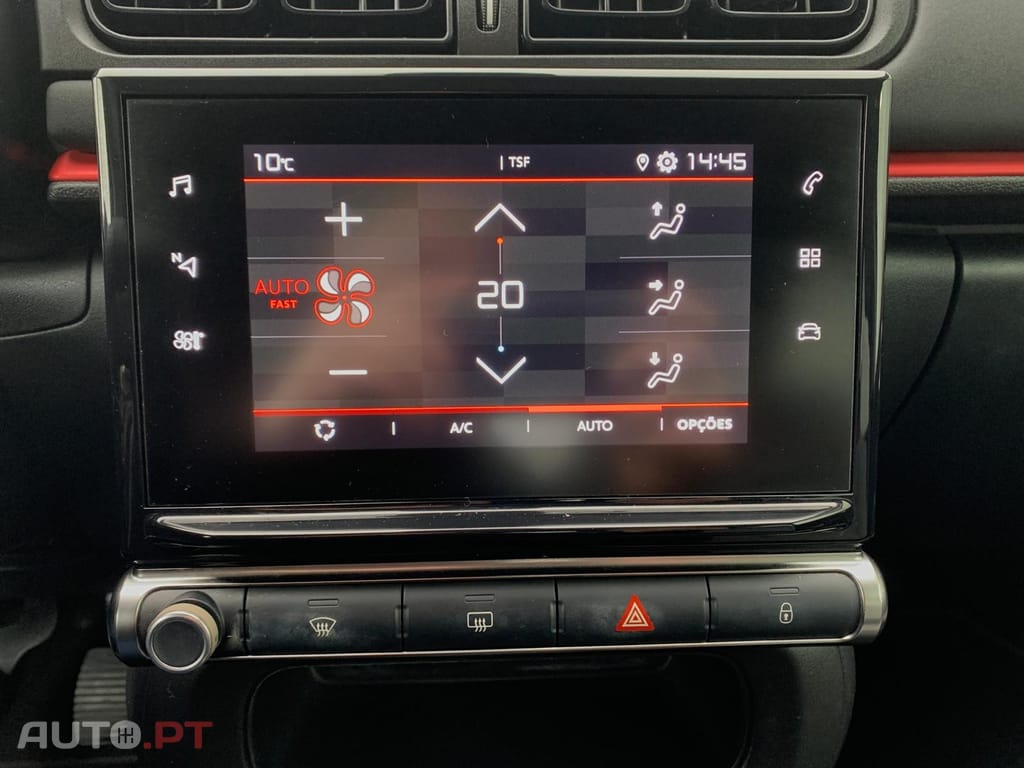 10°C | TSF 14:45
N
AUTO
FAST
20
A/C | AUTO | OPÇÕES
AUTO.PT